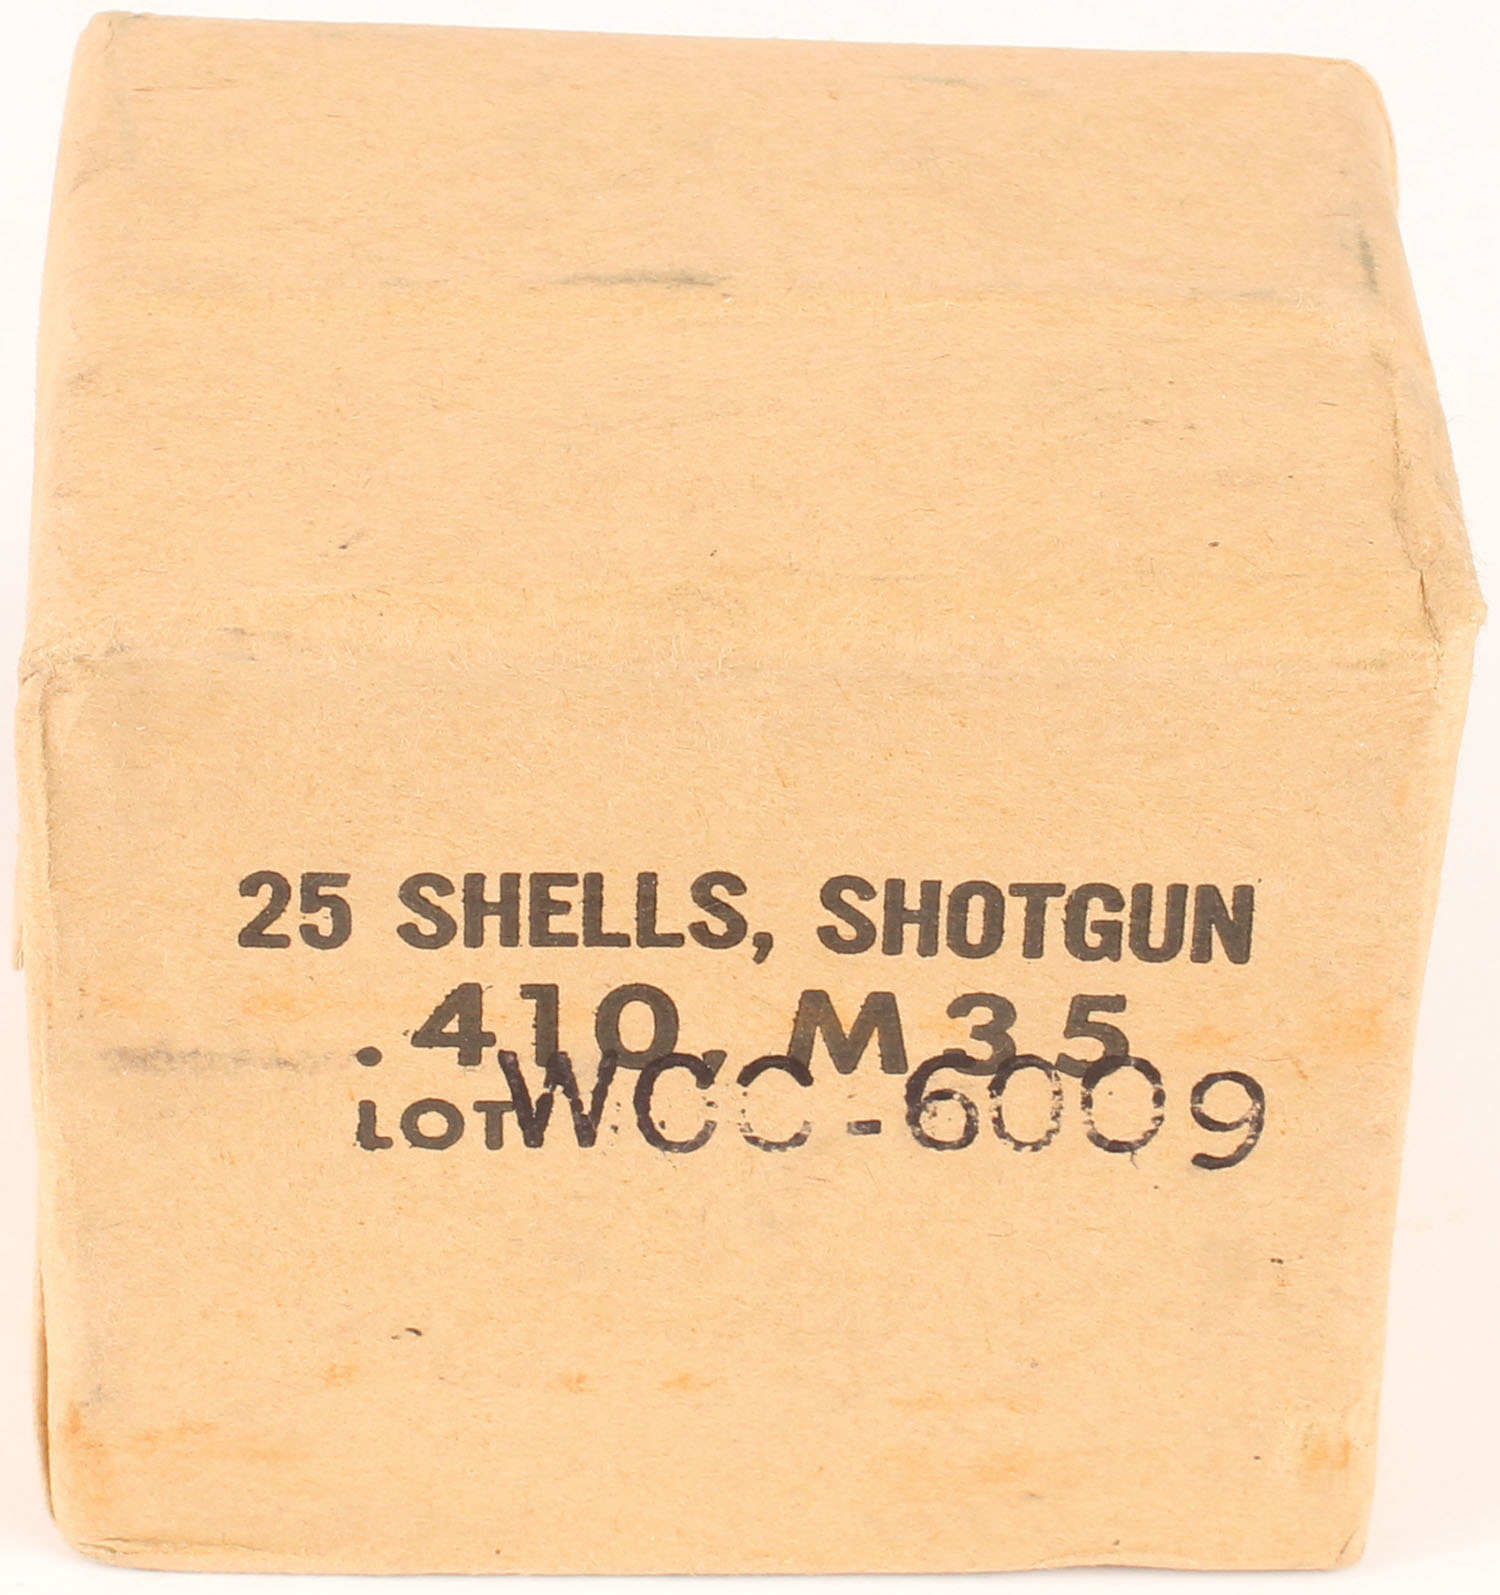 25 SHELLS, SHOTGUN
.410, M35
LOT WCC-6009